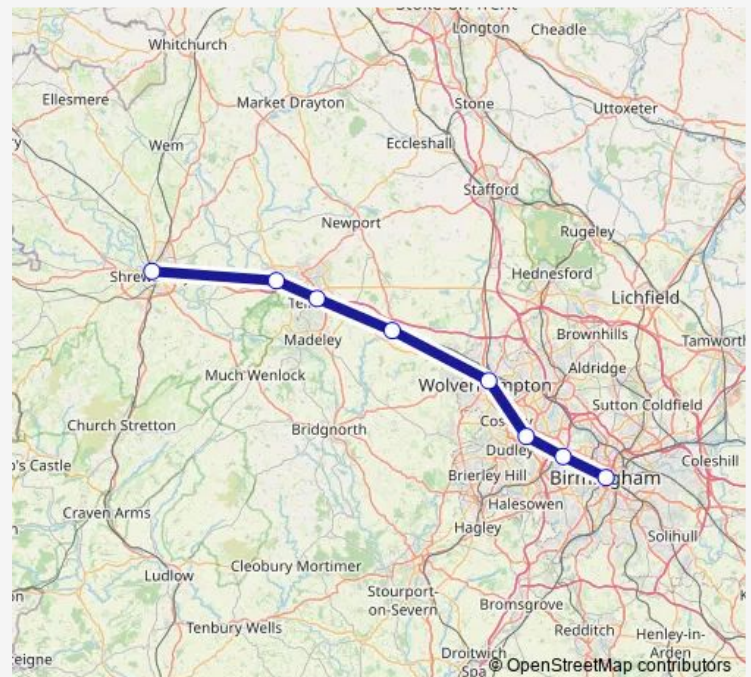 Longton
Cheadle
Whitchurch
Ellesmere
Market Drayton
Stone
Uttoxeter
Wem
Eccleshall
Stafford
Newport
Rugeley
Hednesford
Lichfield
Madeley
Brownhills
Tamworth
Much Wenlock
Aldridge
Sutton Coldfield
Church Stretton
Bridgnorth
Dudley
Coleshill
Brierley Hill
Birmingham
Halesowen
Craven Arms
Hagley
Solihull
Ludlow
Cleobury Mortimer
Stourport-
on-Severn
Bromsgrove
Redditch
Henley-in-
Arden
Tenbury Wells
Droitwich
Spa
© OpenStreetMap contributors